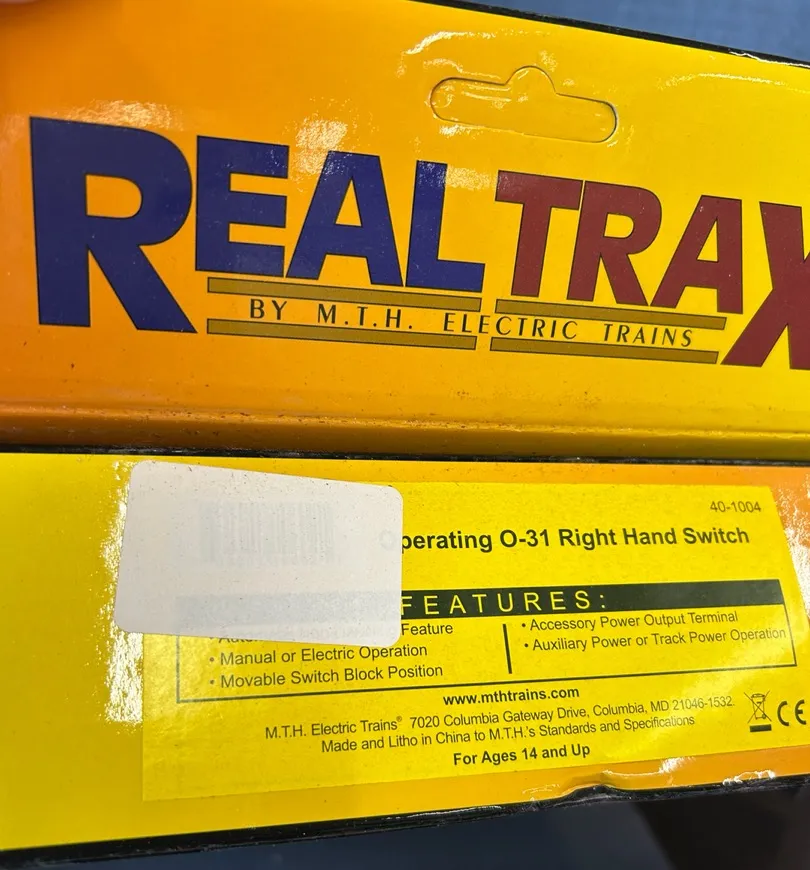 REALTRAX
BY M.T.H. ELECTRIC TRAINS
40-1004
Operating O-31 Right Hand Switch
FEATURES:
Feature
• Manual or Electric Operation
• Movable Switch Block Position
• Accessory Power Output Terminal
• Auxiliary Power or Track Power Operation
www.mthtrains.com
M.T.H. Electric Trains® 7020 Columbia Gateway Drive, Columbia, MD 21046-1532.
Made and Litho in China to M.T.H.'s Standards and Specifications
For Ages 14 and Up
CE